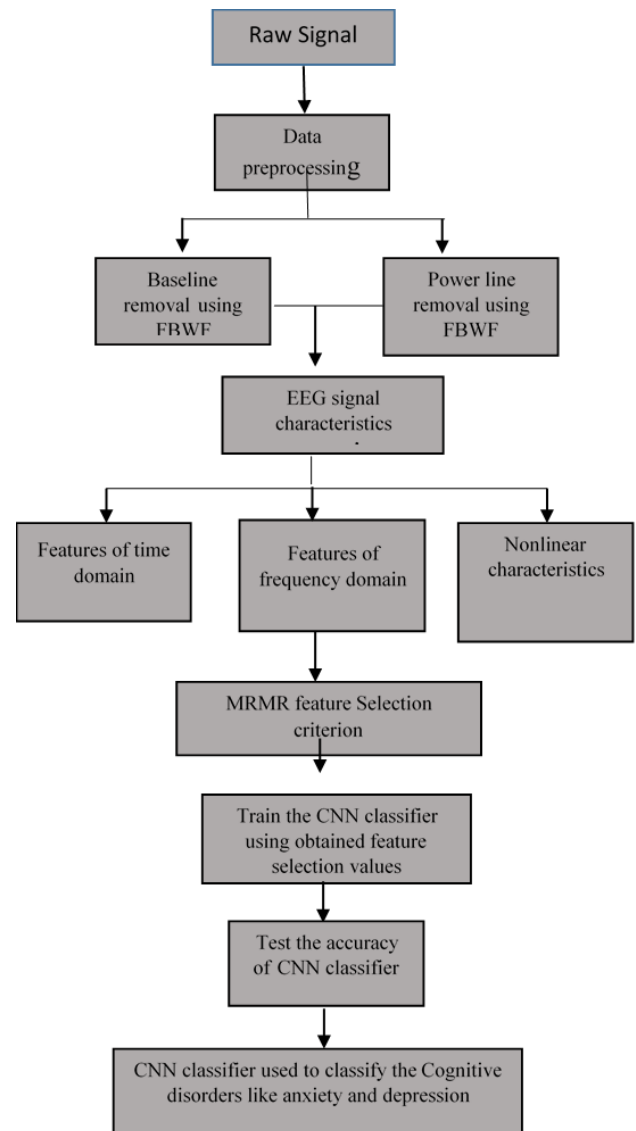 Raw Signal
Data
preprocessing
Baseline
removal using
FBWF
Power line
removal using
FBWF
EEG signal
characteristics
.
Features of time
domain
Features of
frequency domain
Nonlinear
characteristics
MRMR feature Selection
criterion
Train the CNN classifier
using obtained feature
selection values
Test the accuracy
of CNN classifier
CNN classifier used to classify the Cognitive
disorders like anxiety and depression